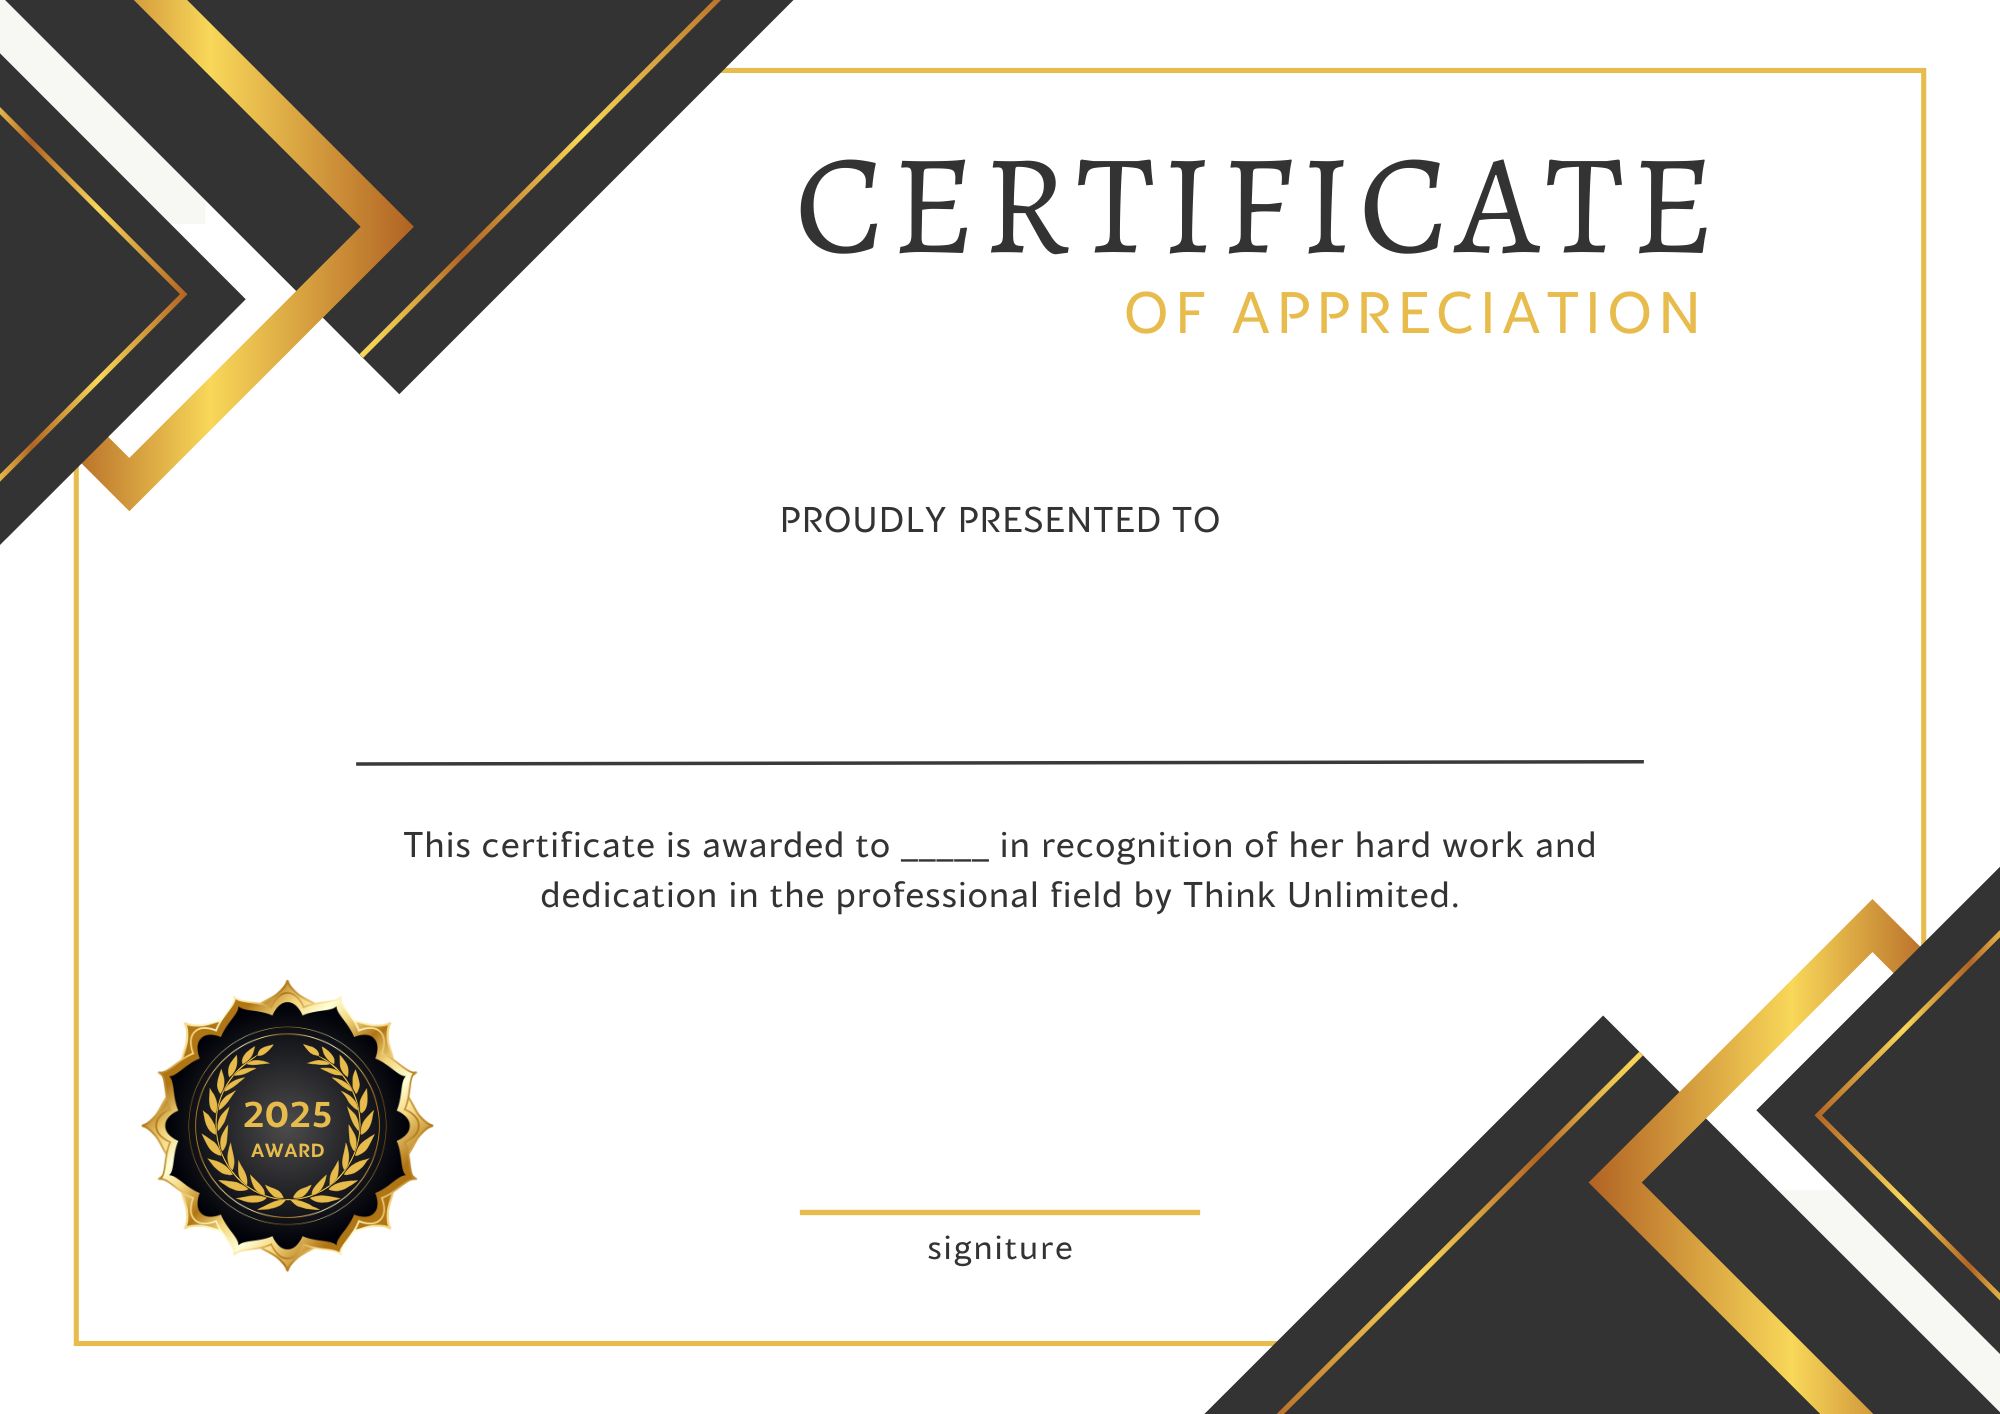 CERTIFICATE
OF APPRECIATION
PROUDLY PRESENTED TO
This certificate is awarded to _____ in recognition of her hard work and
dedication in the professional field by Think Unlimited.
2025
AWARD
signiture